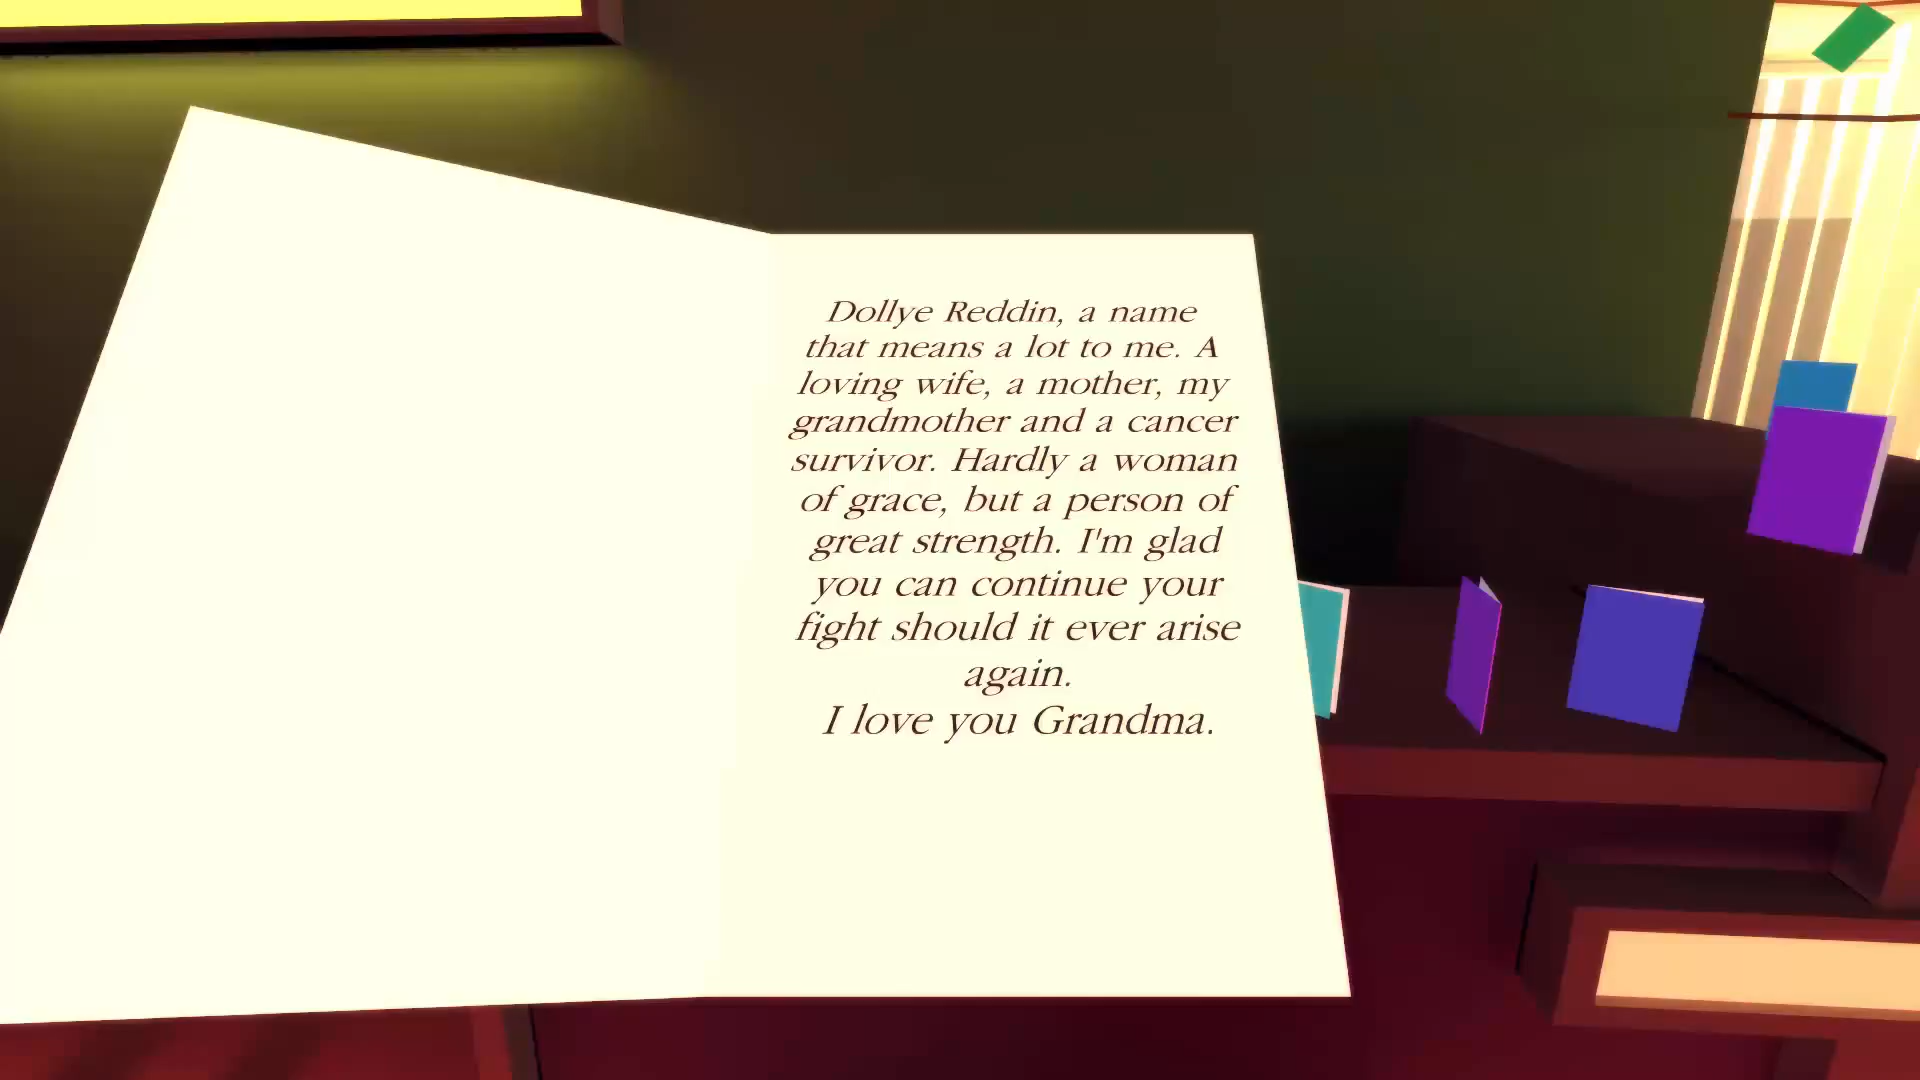 Dollye Reddin, a name
that means a lot to me. A
loving wife, a mother, my
grandmother and a cancer
survivor. Hardly a woman
of grace, but a person of
great strength. I'm glad
you can continue your
fight should it ever arise
again.
I love you Grandma.